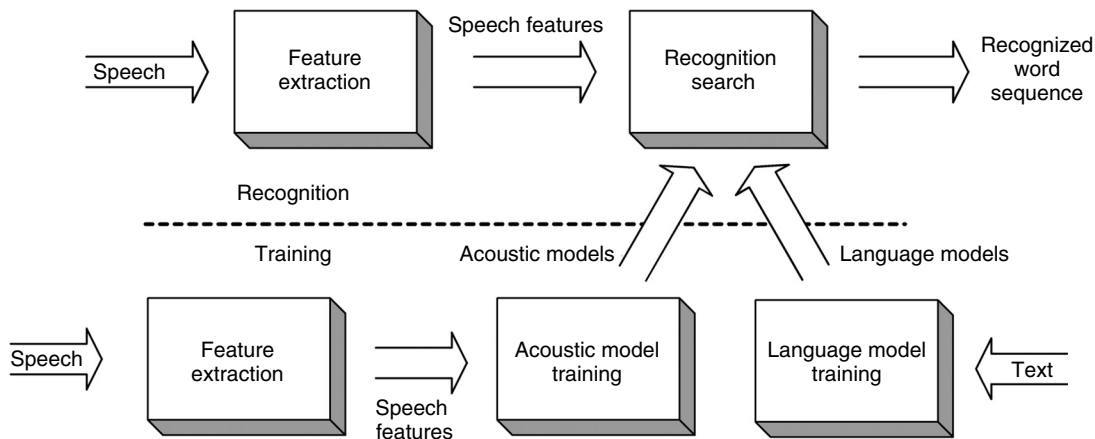 Speech features
Speech
Feature
extraction
Recognition
search
Recognized
word
sequence
Recognition
Training
Acoustic models
Language models
Speech
Feature
extraction
Speech
features
Acoustic model
training
Language model
training
Text